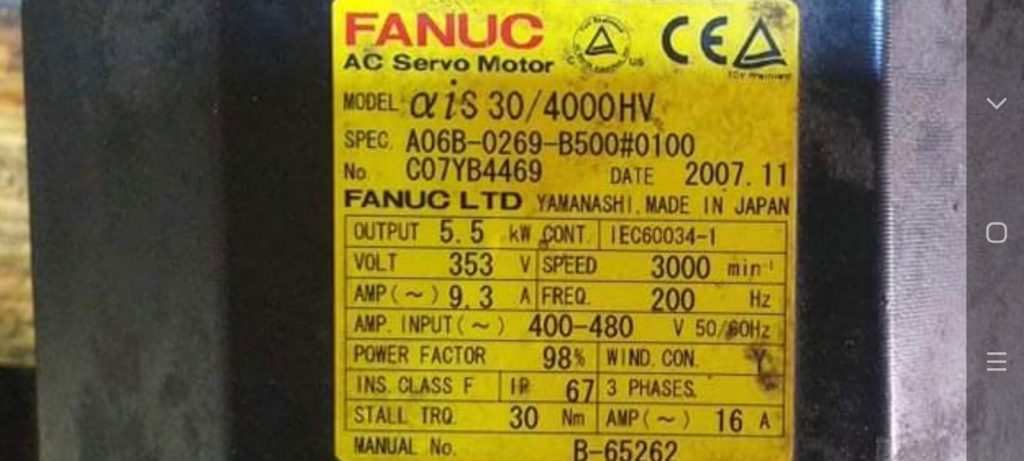 FANUC
AC Servo Motor
CE
US
MODEL αiS 30/4000HV
SPEC. A06B-0269-B500#0100
No. C07YB4469 DATE 2007.11
FANUC LTD YAMANASHI, MADE IN JAPAN
OUTPUT 5.5 kW CONT. IEC60034-1
VOLT 353 V SPEED 3000 min⁻¹
AMP(~) 9.3 A FREQ. 200 Hz
AMP. INPUT(~) 400-480 V 50/60Hz
POWER FACTOR 98% WIND. CON. Y
INS. CLASS F IP 67 3 PHASES
STALL TRQ. 30 Nm AMP(~) 16 A
MANUAL No. B-65262